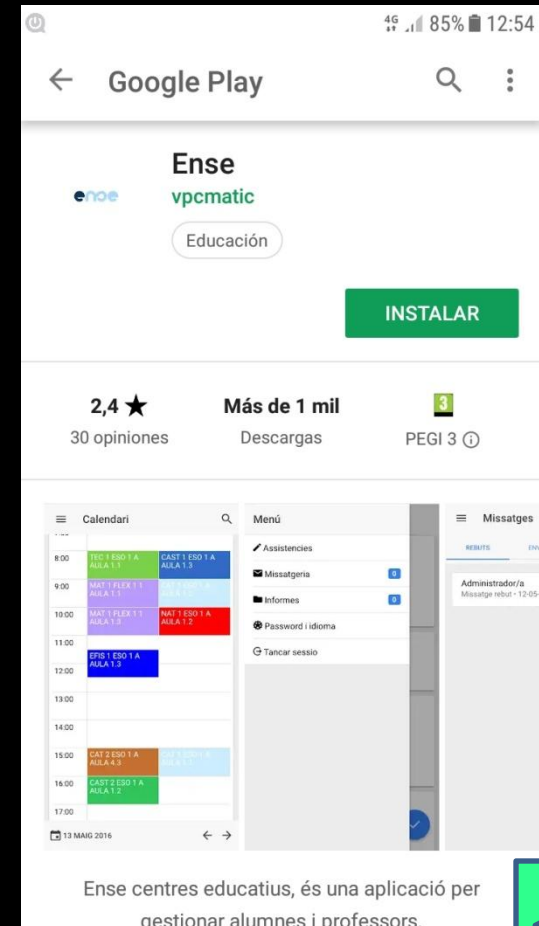 4G 85% 12:54
Google Play
Ense
ense
vpcmatic
Educación
INSTALAR
2,4 ★ Más de 1 mil 3
30 opiniones Descargas PEGI 3
Calendari
8:00 TEC 1 ESO 1 A CAST 1 ESO 1 A
AULA 1.1 AULA 1.3
9:00 MAT 1 FLEX 1 1
AULA 1.1
10:00 MAT 1 FLEX 1 1 NAT 1 ESO 1 A
AULA 1.3 AULA 1.2
11:00
EFIS 1 ESO 1 A
12:00 AULA 1.3
13:00
14:00
15:00 CAT 2 ESO 1 A
AULA 4.3
16:00 CAST 2 ESO 1 A
AULA 1.2
17:00
13 MAIG 2016
Menú
Assistencies
Missatgeria 0
Informes 0
Password i idioma
Tancar sessio
Missatges
REBUTS
Administrador/a
Missatge rebut • 12-05-
Ense centres educatius, és una aplicació per
gestionar alumnes i professors.